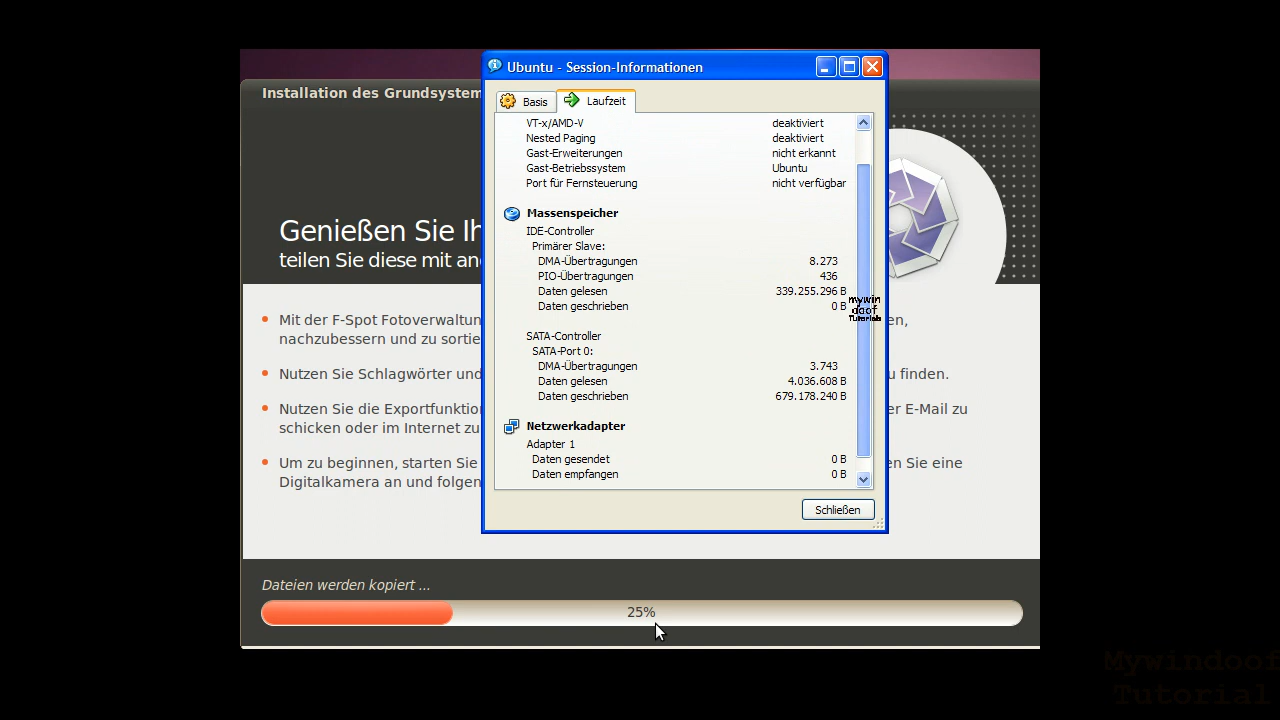 Ubuntu - Session-Informationen
Installation des Grundsystem
Basis
Laufzeit
VT-x/AMD-V deaktiviert
Nested Paging deaktiviert
Gast-Erweiterungen nicht erkannt
Gast-Betriebssystem Ubuntu
Port für Fernsteuerung nicht verfügbar
Massenspeicher
IDE-Controller
Primärer Slave:
DMA-Übertragungen 8.273
PIO-Übertragungen 436
Daten gelesen 339.255.296 B
Daten geschrieben 0 B
SATA-Controller
SATA-Port 0:
DMA-Übertragungen 3.743
Daten gelesen 4.036.608 B
Daten geschrieben 679.178.240 B
Netzwerkadapter
Adapter 1
Daten gesendet 0 B
Daten empfangen 0 B
Schließen
Genießen Sie Ih
teilen Sie diese mit an
Mit der F-Spot Fotoverwaltun en,
nachzubessern und zu sortie
Nutzen Sie Schlagwörter und u finden.
Nutzen Sie die Exportfunktion er E-Mail zu
schicken oder im Internet zu
Um zu beginnen, starten Sie en Sie eine
Digitalkamera an und folgen
mywin
doof
Tutorials
Dateien werden kopiert ...
25%
Mywindoof
Tutorial